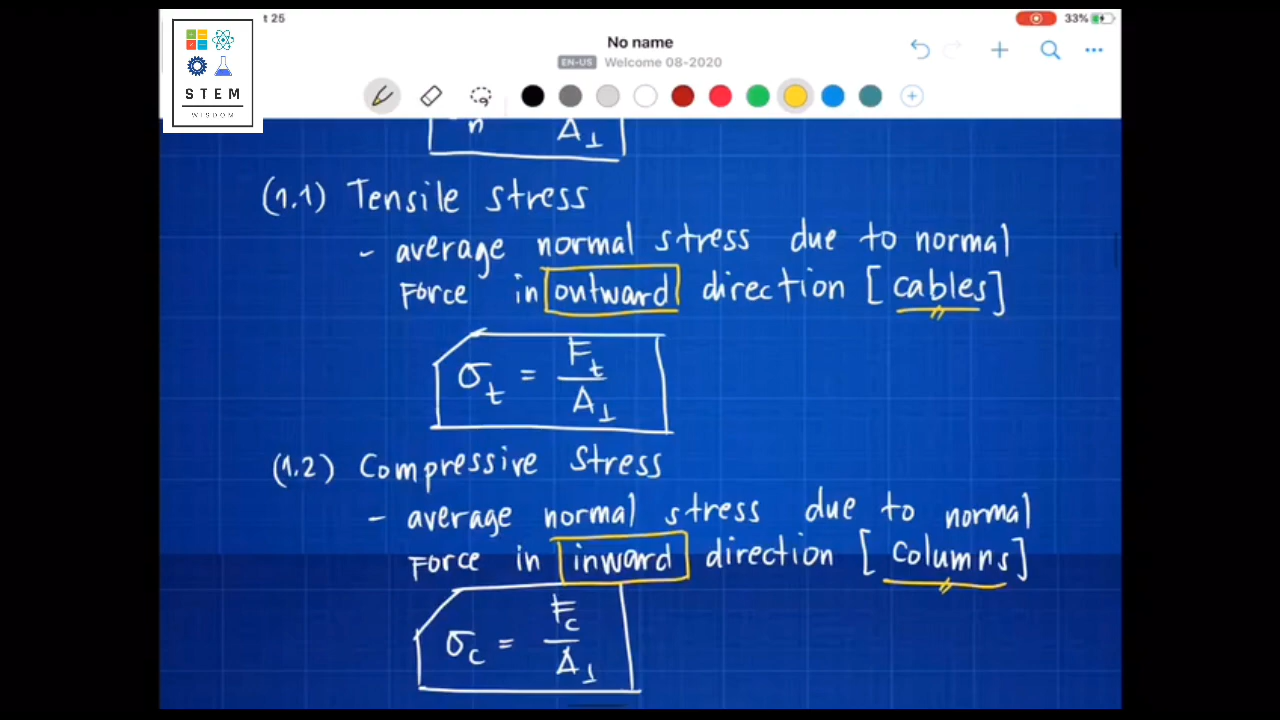 t 25
33%
No name
EN-US Welcome 08-2020
STEM
WISDOM
n A⊥
(1.1) Tensile stress
- average normal stress due to normal
Force in outward direction [cables]
σt = Ft / A⊥
(1.2) Compressive stress
- average normal stress due to normal
Force in inward direction [columns]
σc = Fc / A⊥